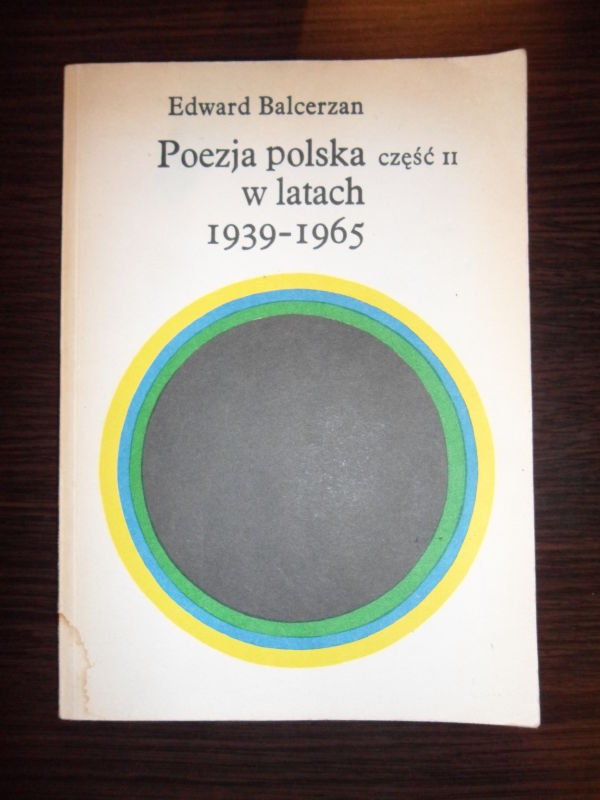 Edward Balcerzan
Poezja polska część II
w latach
1939-1965